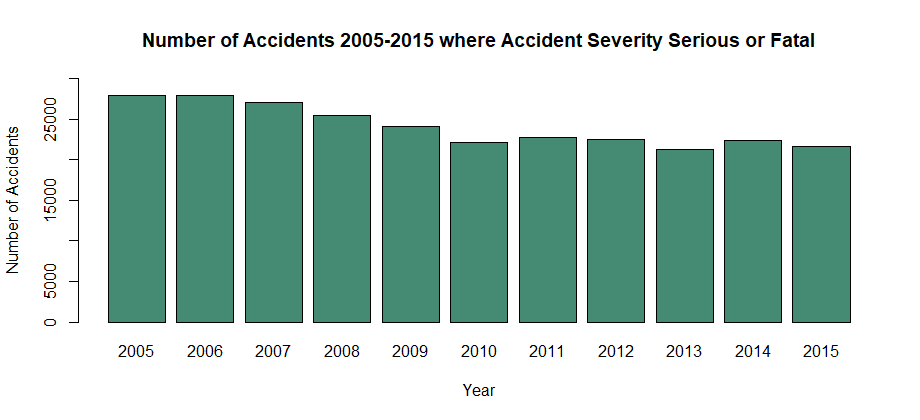 Number of Accidents 2005-2015 where Accident Severity Serious or Fatal
Number of Accidents
25000
15000
5000
0
2005 2006 2007 2008 2009 2010 2011 2012 2013 2014 2015
Year